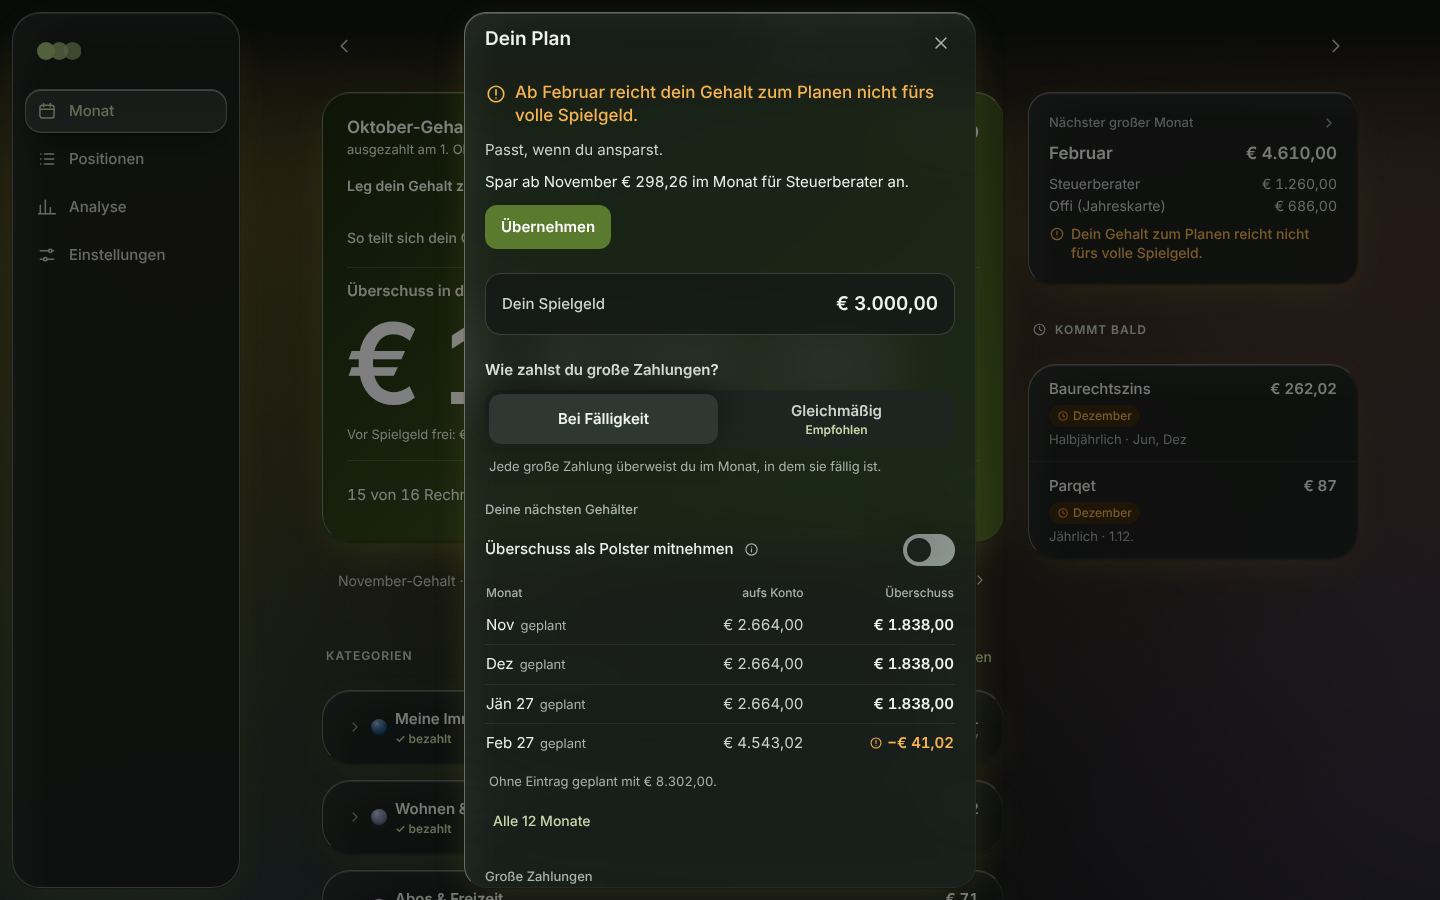 Monat
Positionen
Analyse
Einstellungen
Oktober-Geha
ausgezahlt am 1. O
Leg dein Gehalt z
So teilt sich dein
Überschuss in d
€ 1
Vor Spielgeld frei: €
15 von 16 Rechn
November-Gehalt ·
KATEGORIEN
en
Meine Imm
✓ bezahlt
Wohnen &
✓ bezahlt
Abos & Freizeit
€ 71
Dein Plan
Ab Februar reicht dein Gehalt zum Planen nicht fürs
volle Spielgeld.
Passt, wenn du ansparst.
Spar ab November € 298,26 im Monat für Steuerberater an.
Übernehmen
Dein Spielgeld € 3.000,00
Wie zahlst du große Zahlungen?
Bei Fälligkeit
Gleichmäßig
Empfohlen
Jede große Zahlung überweist du im Monat, in dem sie fällig ist.
Deine nächsten Gehälter
Überschuss als Polster mitnehmen
Monat aufs Konto Überschuss
Nov geplant € 2.664,00 € 1.838,00
Dez geplant € 2.664,00 € 1.838,00
Jän 27 geplant € 2.664,00 € 1.838,00
Feb 27 geplant € 4.543,02 −€ 41,02
Ohne Eintrag geplant mit € 8.302,00.
Alle 12 Monate
Große Zahlungen
Nächster großer Monat
Februar € 4.610,00
Steuerberater € 1.260,00
Offi (Jahreskarte) € 686,00
Dein Gehalt zum Planen reicht nicht
fürs volle Spielgeld.
KOMMT BALD
Baurechtszins € 262,02
Dezember
Halbjährlich · Jun, Dez
Parqet € 87
Dezember
Jährlich · 1.12.